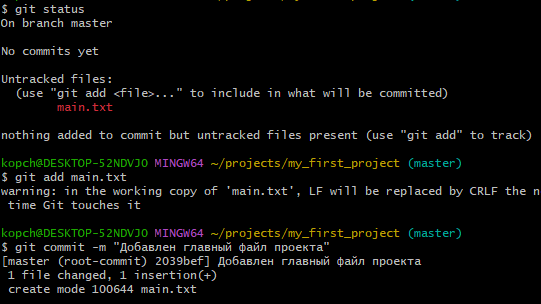 $ git status
On branch master
No commits yet
Untracked files:
(use "git add <file>..." to include in what will be committed)
main.txt
nothing added to commit but untracked files present (use "git add" to track)
kopch@DESKTOP-52NDVJO MINGW64 ~/projects/my_first_project (master)
$ git add main.txt
warning: in the working copy of 'main.txt', LF will be replaced by CRLF the n
time Git touches it
kopch@DESKTOP-52NDVJO MINGW64 ~/projects/my_first_project (master)
$ git commit -m "Добавлен главный файл проекта"
[master (root-commit) 2039bef] Добавлен главный файл проекта
1 file changed, 1 insertion(+)
create mode 100644 main.txt